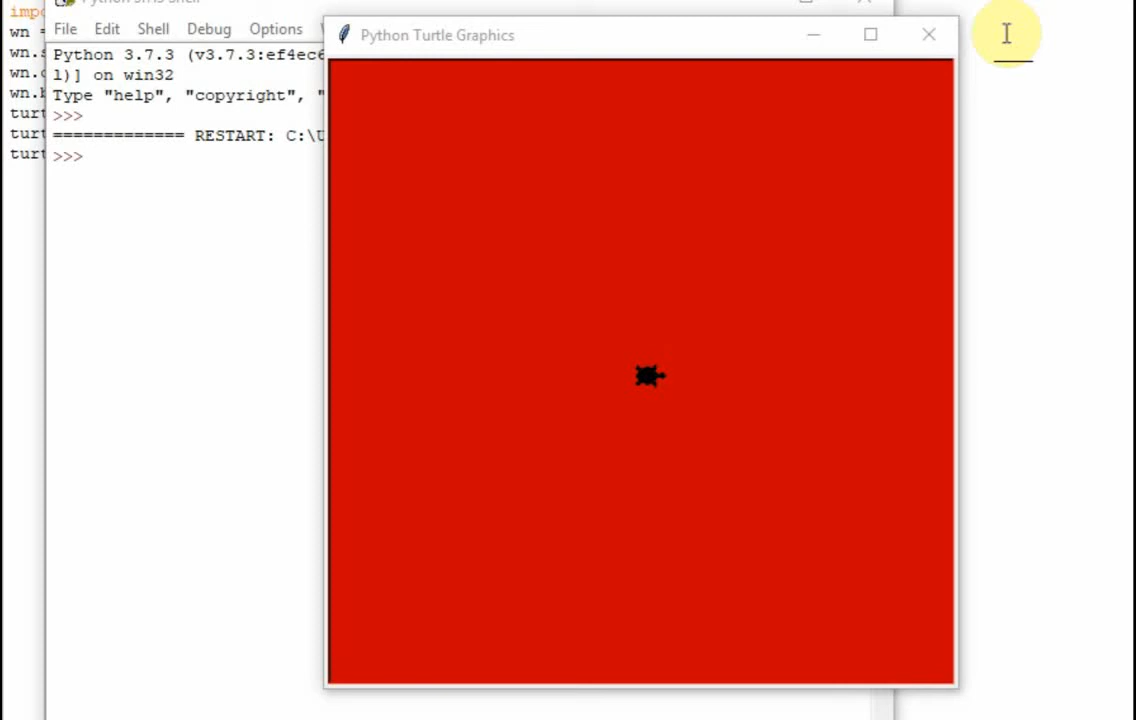 impo
wn =
wn.s
wn.
wn.b
turt
turt
turt
File Edit Shell Debug Options
Python 3.7.3 (v3.7.3:ef4ec6
l)] on win32
Type "help", "copyright", "
>>>
============= RESTART: C:\U
>>>
Python Turtle Graphics